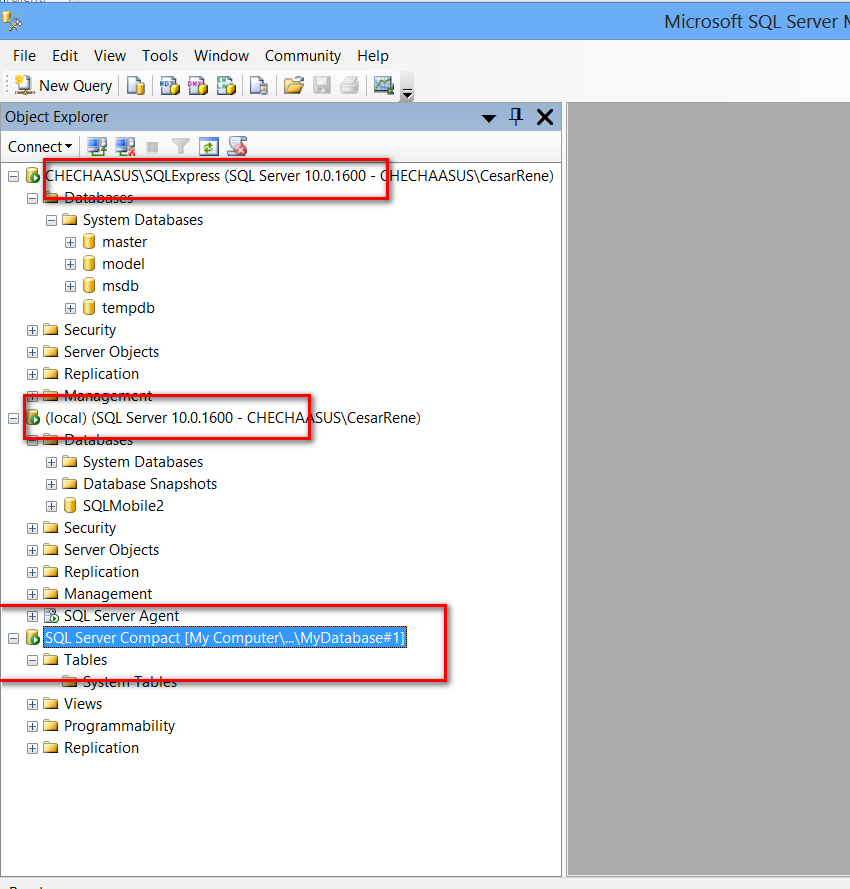 Microsoft SQL Server
File Edit View Tools Window Community Help
New Query
Object Explorer
Connect
CHECHAASUS\SQLExpress (SQL Server 10.0.1600 - CHECHAASUS\CesarRene)
Databases
System Databases
master
model
msdb
tempdb
Security
Server Objects
Replication
Management
(local) (SQL Server 10.0.1600 - CHECHAASUS\CesarRene)
Databases
System Databases
Database Snapshots
SQLMobile2
Security
Server Objects
Replication
Management
SQL Server Agent
SQL Server Compact [My Computer\...\MyDatabase#1]
Tables
System Tables
Views
Programmability
Replication